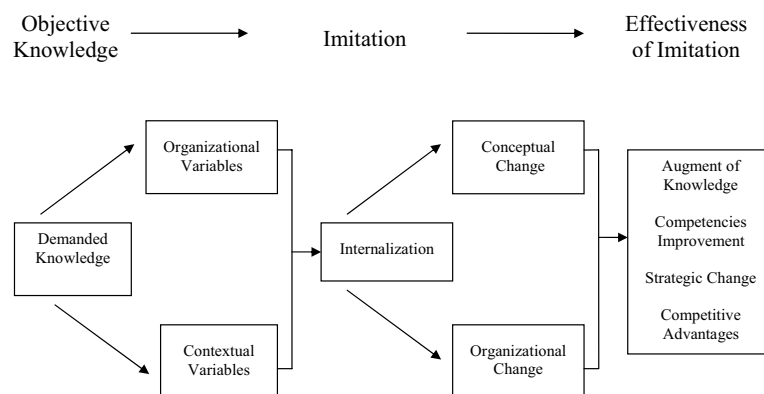 Objective
Knowledge
Imitation
Effectiveness
of Imitation
Organizational
Variables
Conceptual
Change
Demanded
Knowledge
Internalization
Augment of
Knowledge
Competencies
Improvement
Strategic Change
Competitive
Advantages
Contextual
Variables
Organizational
Change